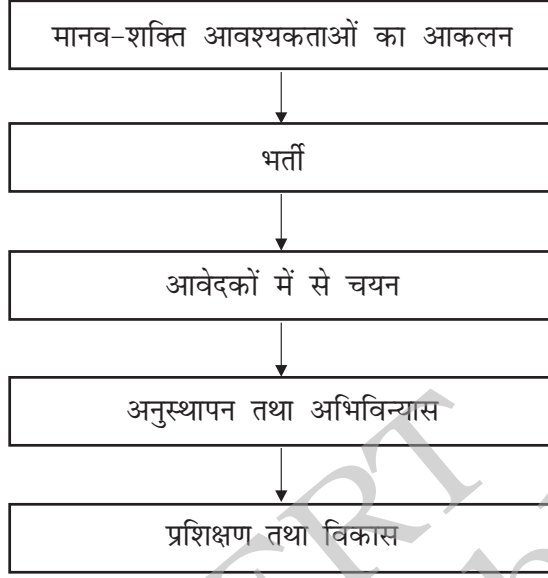 मानव-शक्ति आवश्यकताओं का आकलन
भर्ती
आवेदकों में से चयन
अनुस्थापन तथा अभिविन्यास
प्रशिक्षण तथा विकास